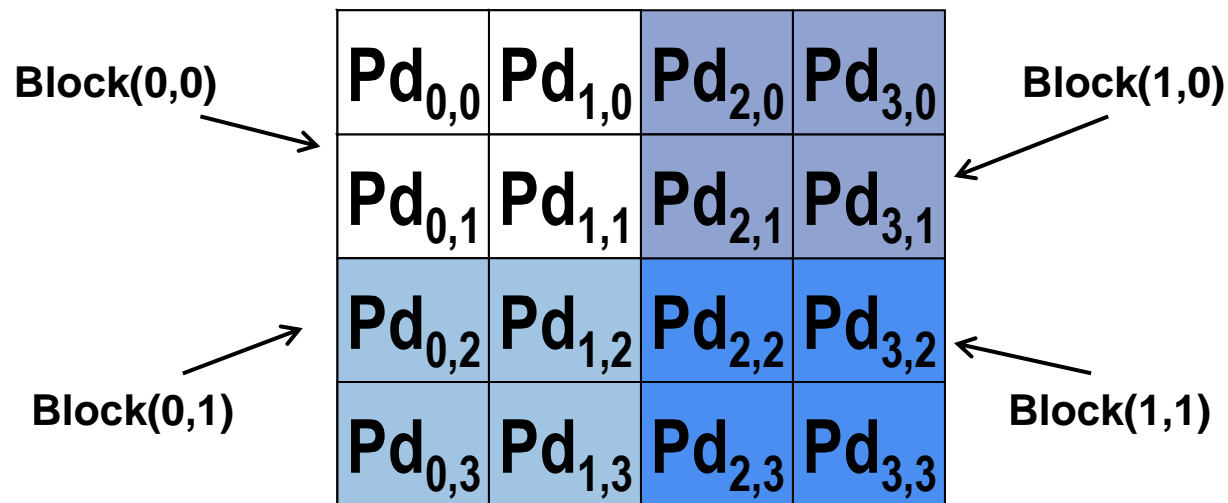 Block(0,0)
Pd0,0 Pd1,0 Pd2,0 Pd3,0
Block(1,0)
Pd0,1 Pd1,1 Pd2,1 Pd3,1
Pd0,2 Pd1,2 Pd2,2 Pd3,2
Block(0,1)
Block(1,1)
Pd0,3 Pd1,3 Pd2,3 Pd3,3